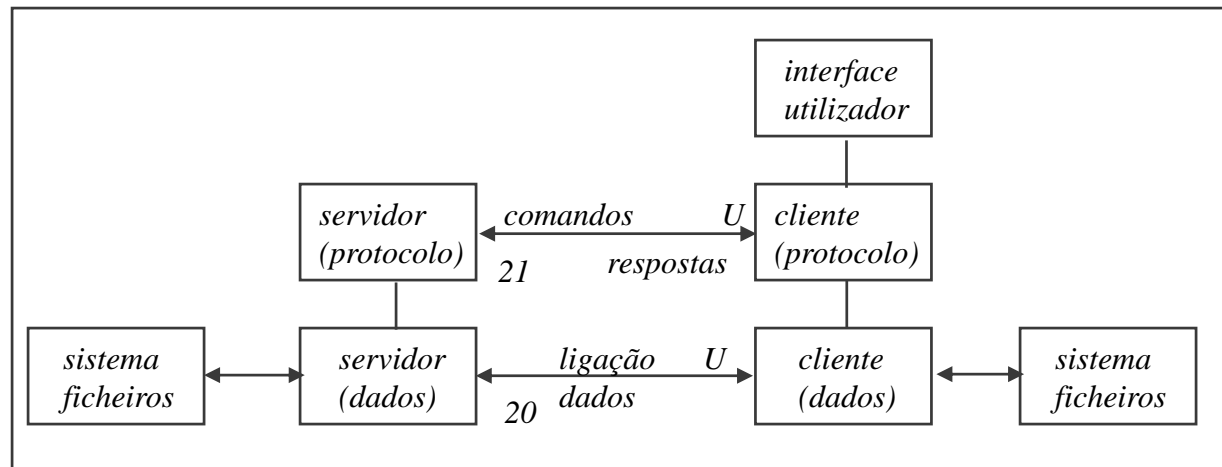 interface
utilizador
servidor
(protocolo)
comandos U
respostas
21
cliente
(protocolo)
sistema
ficheiros
servidor
(dados)
ligação U
dados
20
cliente
(dados)
sistema
ficheiros